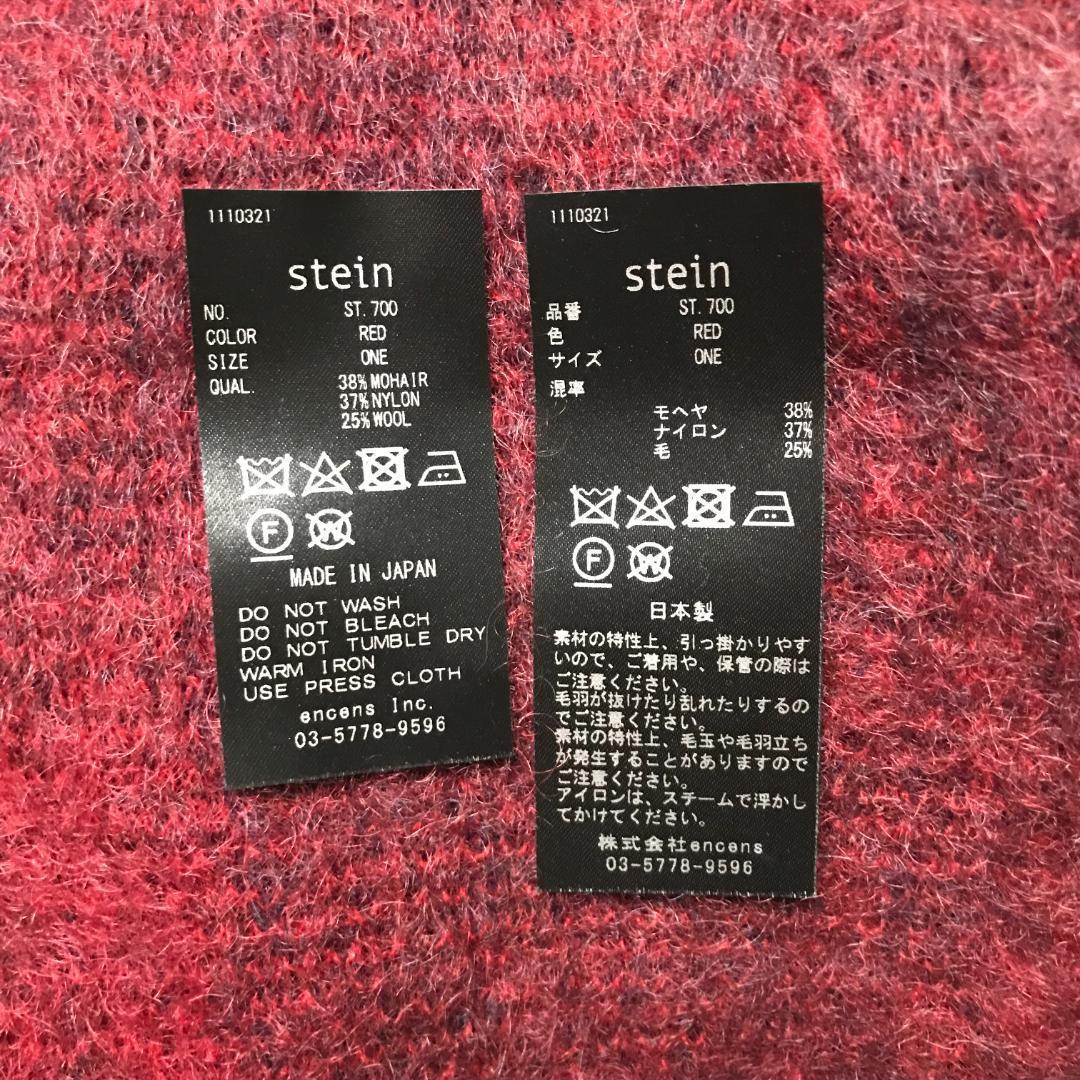 1110321
stein
NO. ST.700
COLOR RED
SIZE ONE
QUAL. 38%MOHAIR
37%NYLON
25%WOOL
F W
MADE IN JAPAN
DO NOT WASH
DO NOT BLEACH
DO NOT TUMBLE DRY
WARM IRON
USE PRESS CLOTH
encens Inc.
03-5778-9596
1110321
stein
品番 ST.700
色 RED
サイズ ONE
混率
モヘヤ 38%
ナイロン 37%
毛 25%
F W
日本製
素材の特性上、引っ掛かりやす
いので、ご着用や、保管の際は
ご注意ください。
毛羽が抜けたり乱れたりするの
でご注意ください。
素材の特性上、毛玉や毛羽立ち
が発生することがありますので
ご注意ください。
アイロンは、スチームで浮かし
てかけてください。
株式会社encens
03-5778-9596